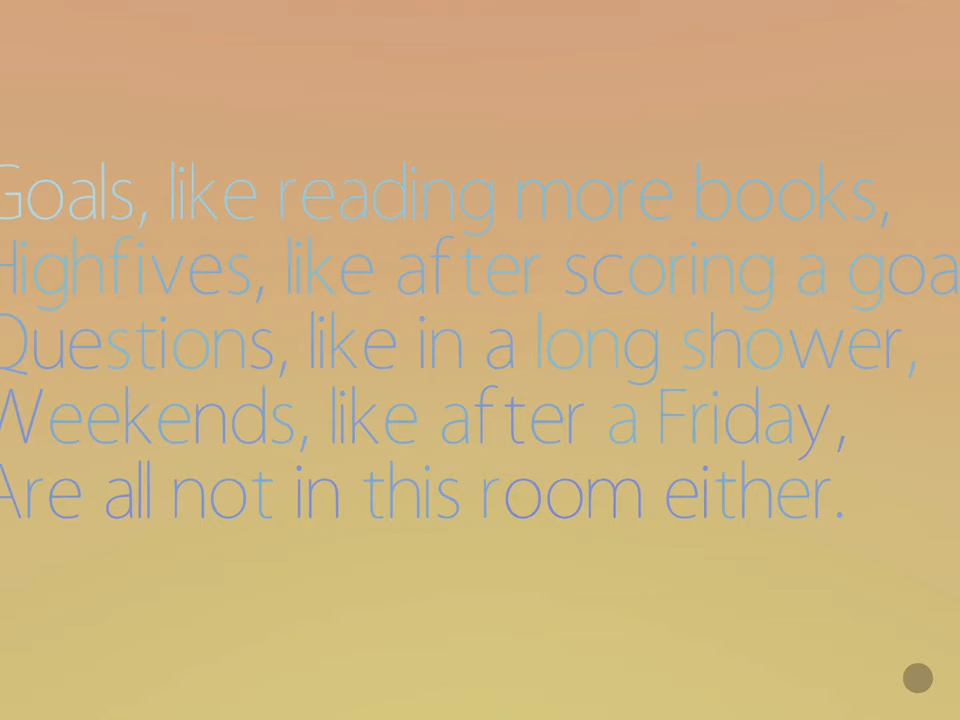 Goals, like reading more books,
Highfives, like after scoring a goa
Questions, like in a long shower,
Weekends, like after a Friday,
Are all not in this room either.